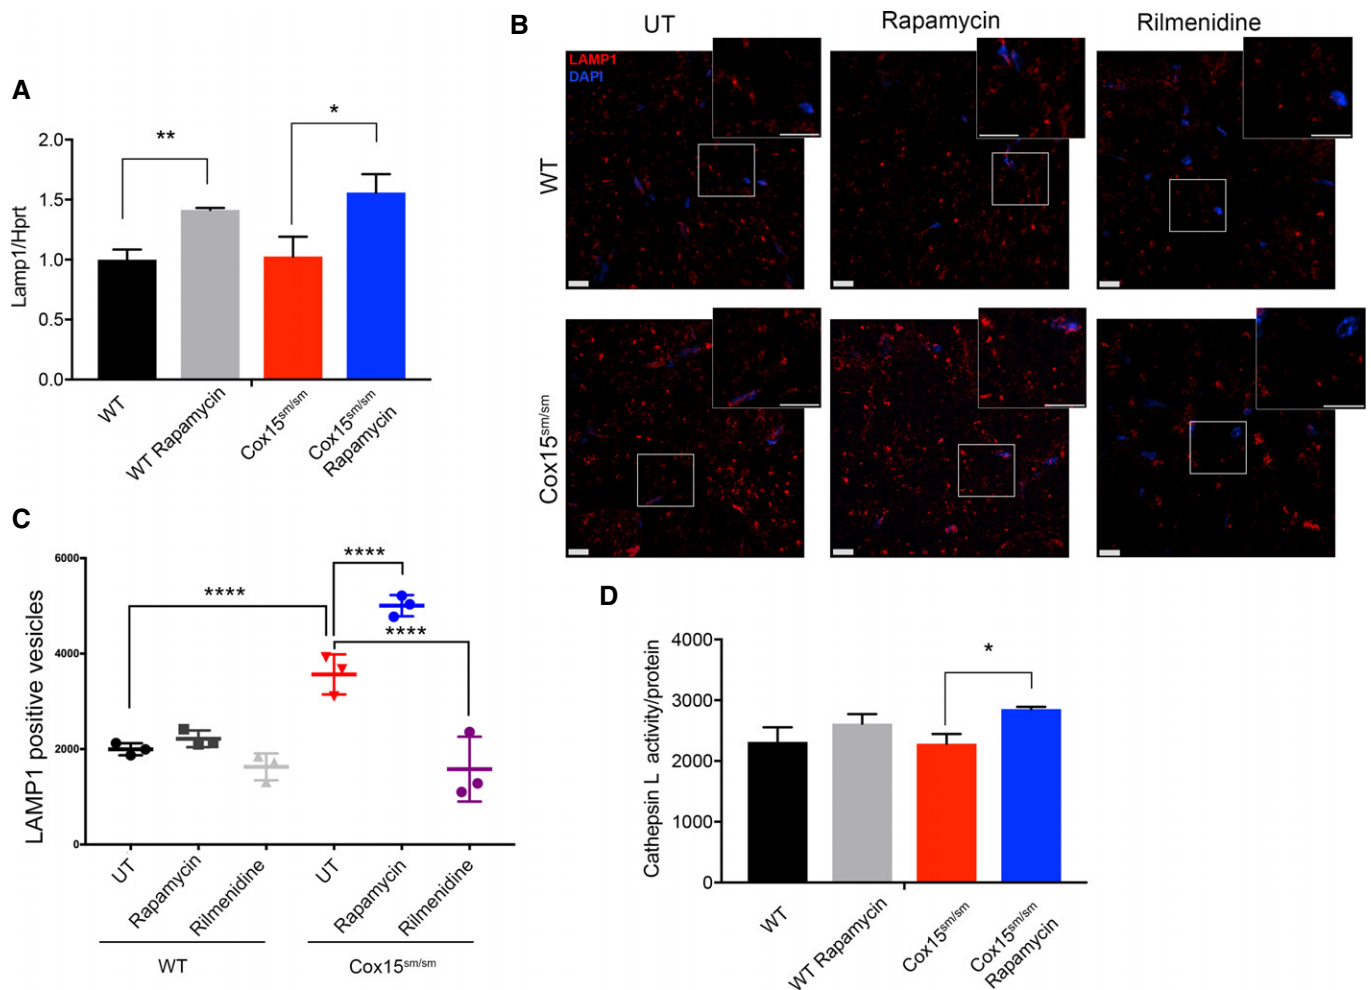 A
**
*
2.0
1.5
1.0
0.5
0.0
Lamp1/Hprt
WT
WT Rapamycin
Cox15sm/sm
Cox15sm/sm
Rapamycin
B
UT
Rapamycin
Rilmenidine
LAMP1
DAPI
WT
Cox15sm/sm
C
6000
4000
2000
0
LAMP1 positive vesicles
****
****
****
UT
Rapamycin
Rilmenidine
UT
Rapamycin
Rilmenidine
WT
Cox15sm/sm
D
4000
3000
2000
1000
0
Cathepsin L activity/protein
*
WT
WT Rapamycin
Cox15sm/sm
Cox15sm/sm
Rapamycin